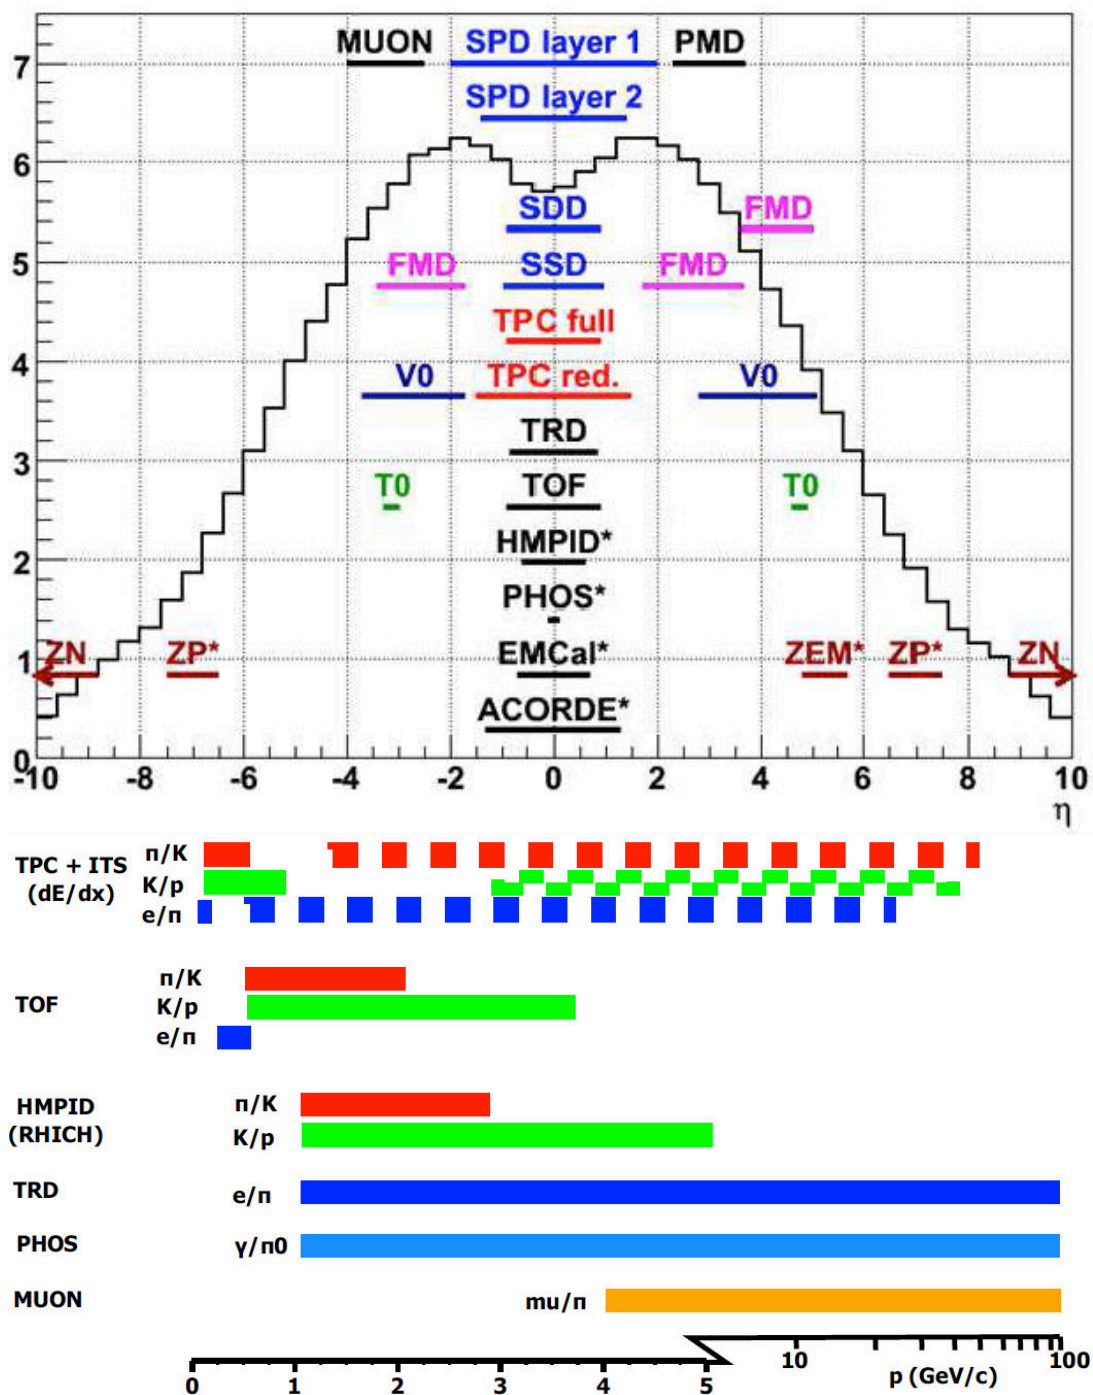 MUON SPD layer 1 PMD
7
SPD layer 2
6
SDD FMD
5
FMD SSD FMD
TPC full
4
V0 TPC red. V0
TRD
3
T0 TOF T0
HMPID*
2
PHOS*
ZN ZP* EMCal* ZEM* ZP* ZN
1
ACORDE*
0
-10 -8 -6 -4 -2 0 2 4 6 8 10
η
TPC + ITS
(dE/dx)
π/K
K/p
e/π
TOF
π/K
K/p
e/π
HMPID
(RHICH)
π/K
K/p
TRD e/π
PHOS γ/π0
MUON mu/π
0 1 2 3 4 5 10 100
p (GeV/c)